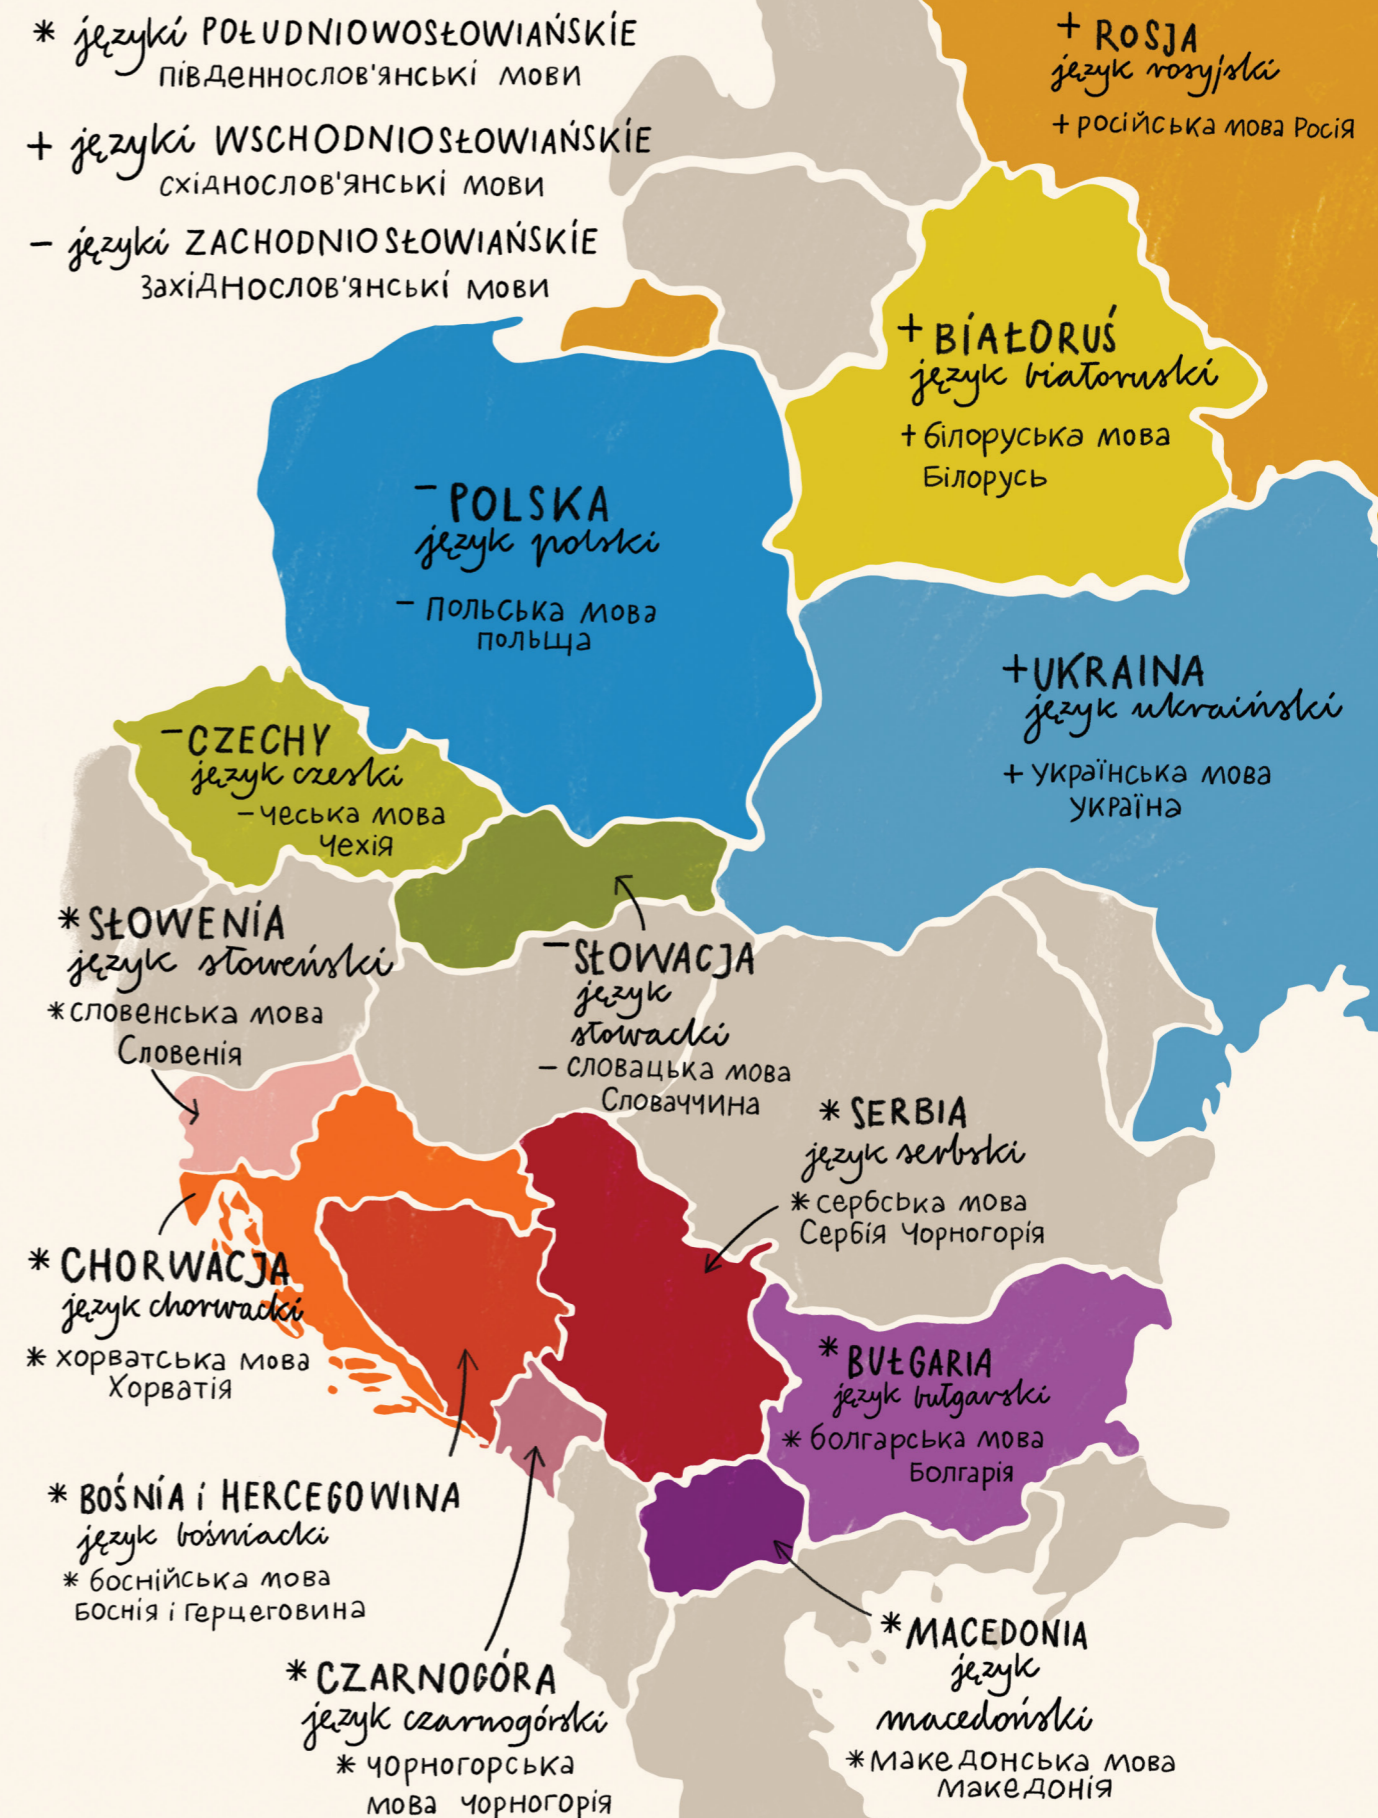 * języki POŁUDNIOWOSŁOWIAŃSKIE
південнослов'янські мови
+ języki WSCHODNIOSŁOWIAŃSKIE
східнослов'янські мови
- języki ZACHODNIOSŁOWIAŃSKIE
західнослов'янські мови
+ ROSJA
język rosyjski
+ російська мова Росія
+ BIAŁORUŚ
język białoruski
+ білоруська мова
Білорусь
- POLSKA
język polski
- польська мова
польща
+ UKRAINA
język ukraiński
+ українська мова
україна
- CZECHY
język czeski
- чеська мова
Чехія
* SŁOWENIA
język słoweński
* словенська мова
Словенія
- SŁOWACJA
język
słowacki
- словацька мова
Словаччина
* SERBIA
język serbski
* сербська мова
Сербія Чорногорія
* CHORWACJA
język chorwacki
* хорватська мова
Хорватія
* BUŁGARIA
język bułgarski
* болгарська мова
Болгарія
* BOŚNIA i HERCEGOWINA
język bośniacki
* боснійська мова
Боснія і Герцеговина
* MACEDONIA
język
macedoński
* македонська мова
македонія
* CZARNOGÓRA
język czarnogórski
* чорногорська
мова чорногорія